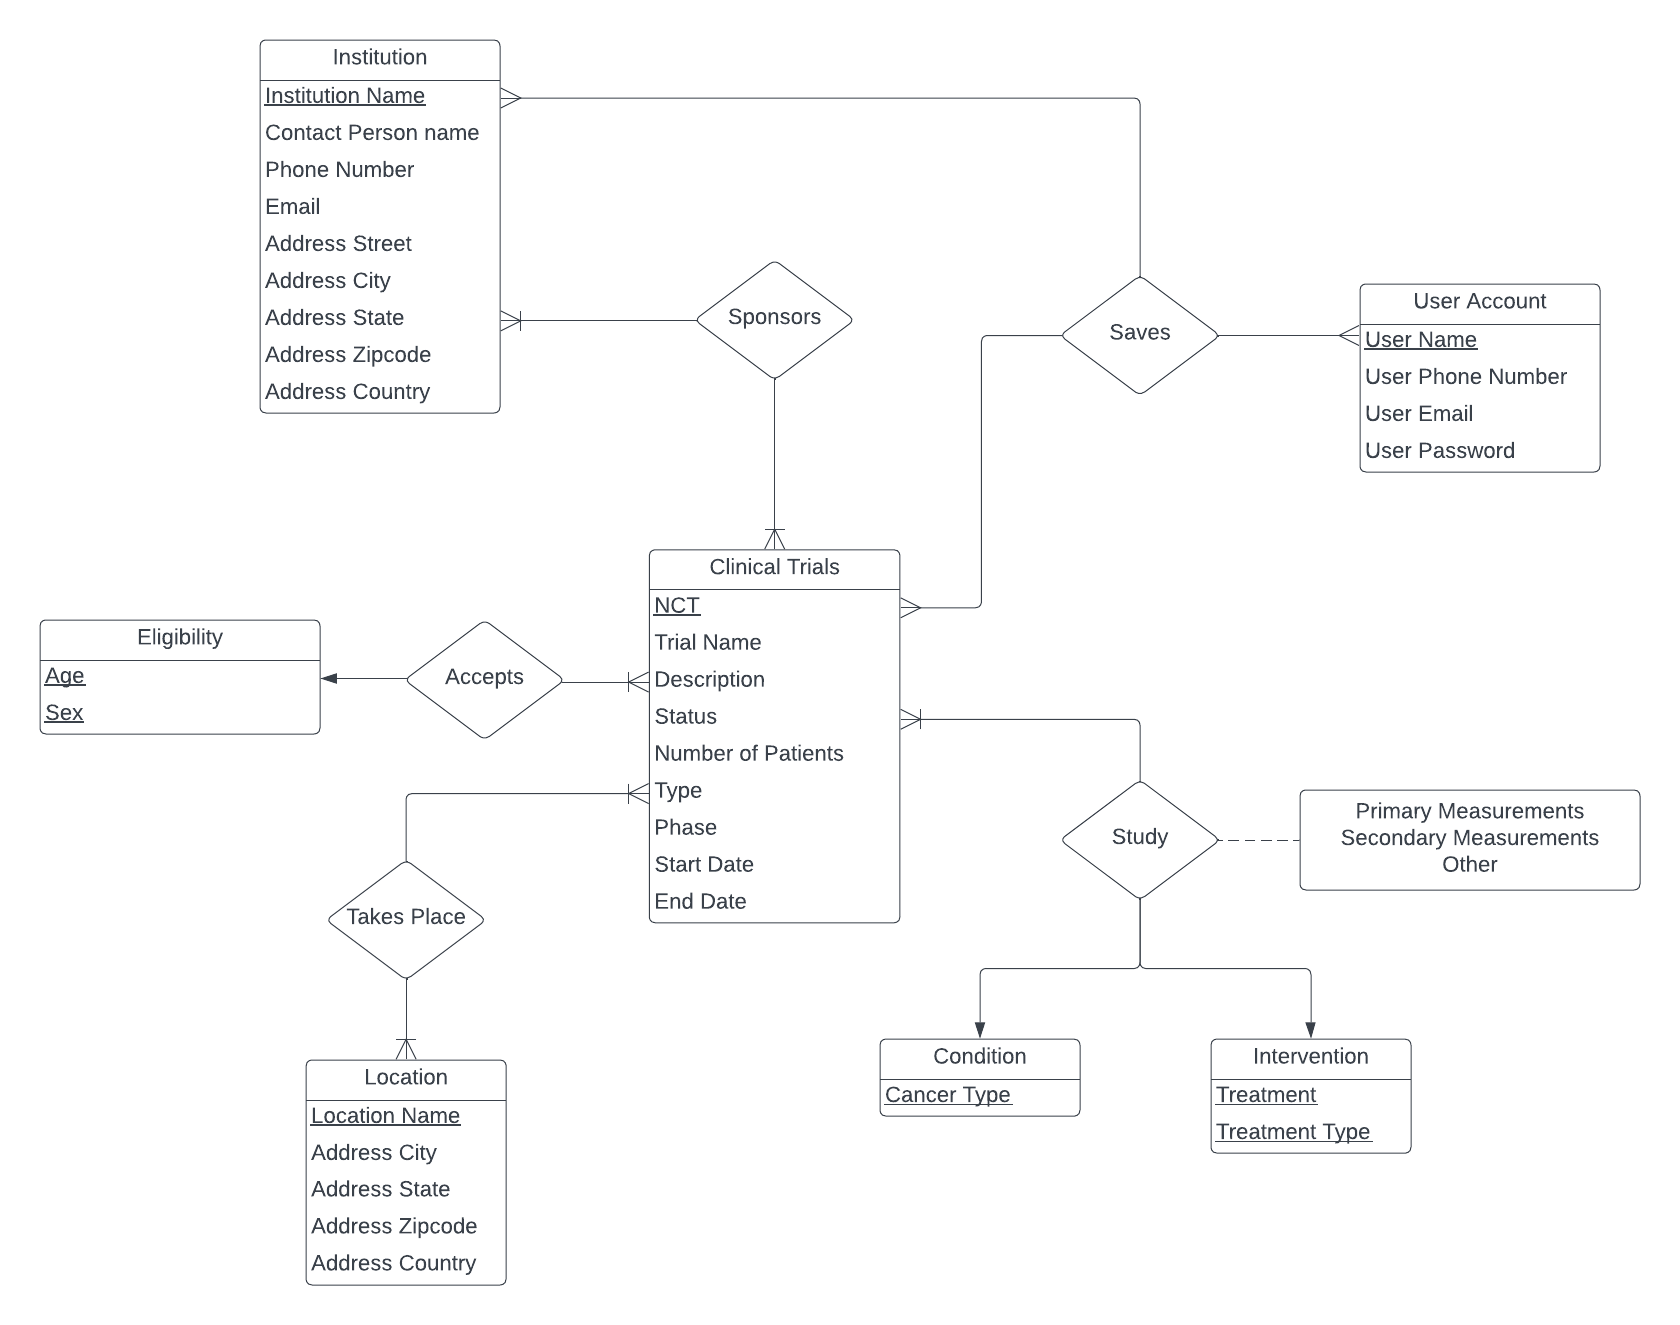 Institution
Institution Name
Contact Person name
Phone Number
Email
Address Street
Address City
Address State
Address Zipcode
Address Country
Sponsors
Saves
User Account
User Name
User Phone Number
User Email
User Password
Clinical Trials
NCT
Trial Name
Description
Status
Number of Patients
Type
Phase
Start Date
End Date
Eligibility
Age
Sex
Accepts
Takes Place
Study
Primary Measurements
Secondary Measurements
Other
Location
Location Name
Address City
Address State
Address Zipcode
Address Country
Condition
Cancer Type
Intervention
Treatment
Treatment Type